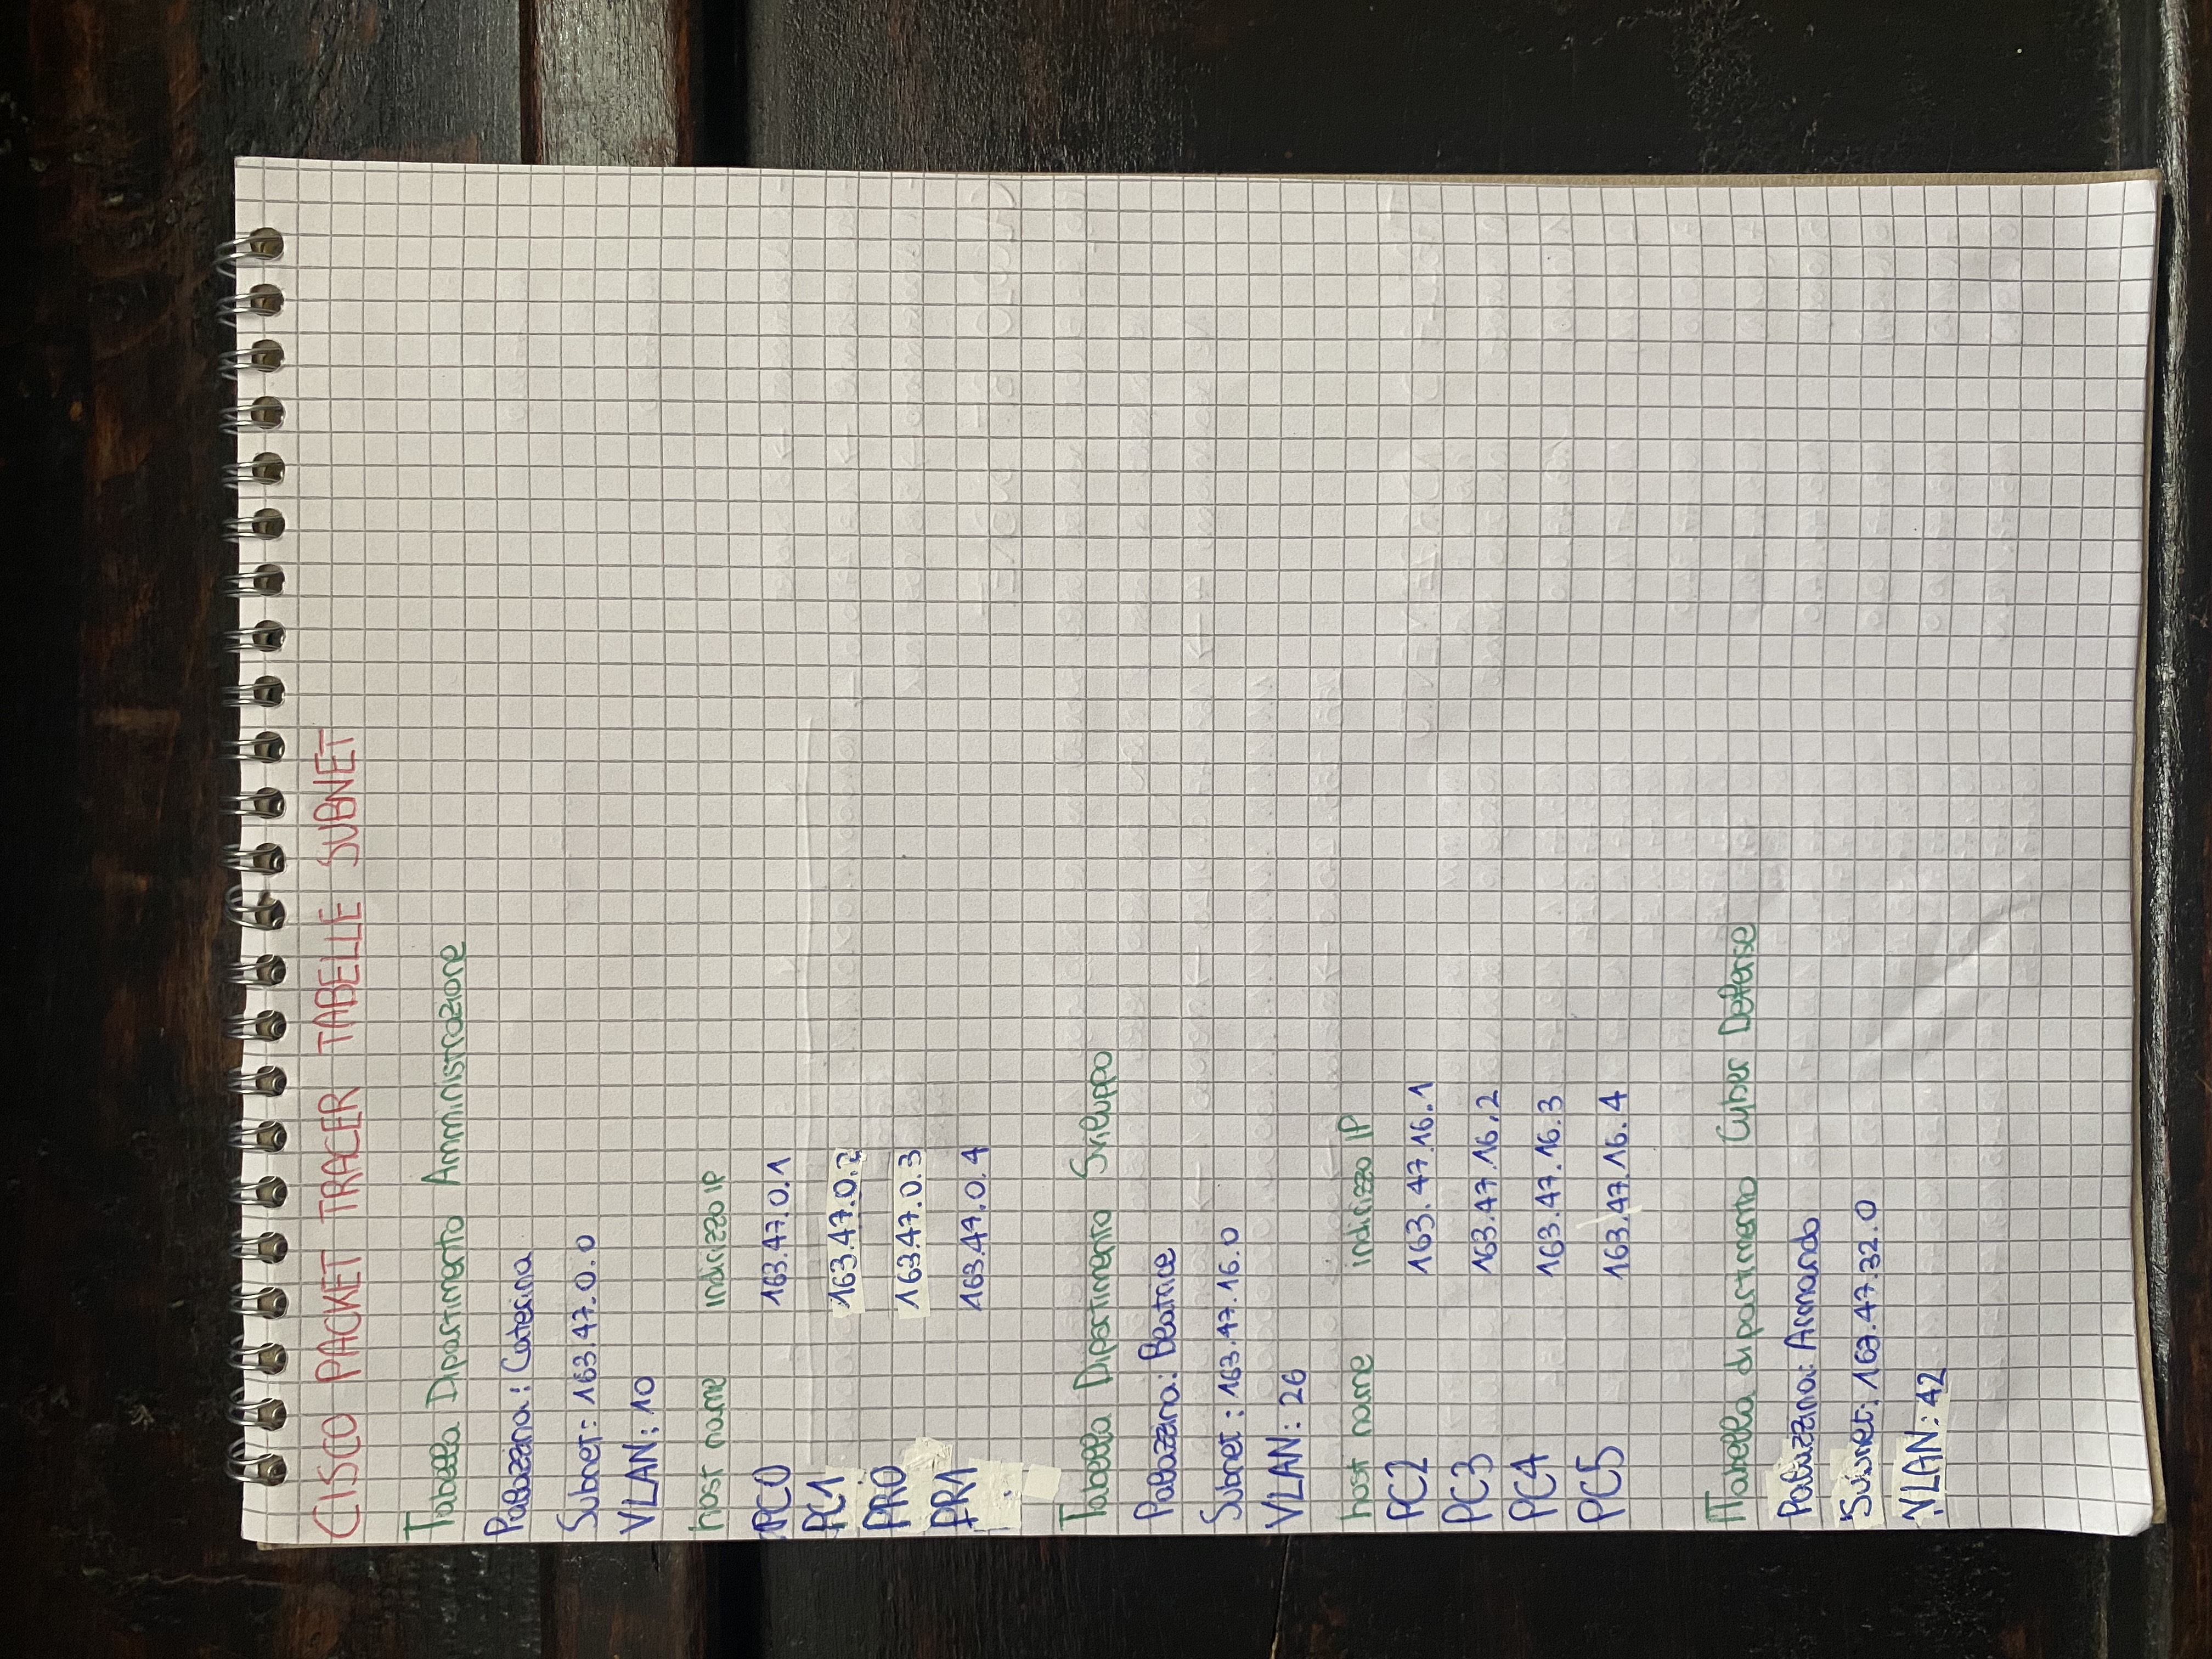 CISCO PACKET TRACER TABELLE SUBNET
Tabella Dipartimento Amministrazione
Palazzina: Caterina
Subnet: 163.47.0.0
VLAN: 10
host name indirizzo IP
PC0 163.47.0.1
PC1 163.47.0.2
PR0 163.47.0.3
PR1 163.47.0.4
Tabella Dipartimento Sviluppo
Palazzina: Beatrice
Subnet: 163.47.16.0
VLAN: 26
host name indirizzo IP
PC2 163.47.16.1
PC3 163.47.16.2
PC4 163.47.16.3
PC5 163.47.16.4
Tabella dipartimento Cyber Defense
Palazzina: Armando
Subnet: 163.47.32.0
VLAN: 42